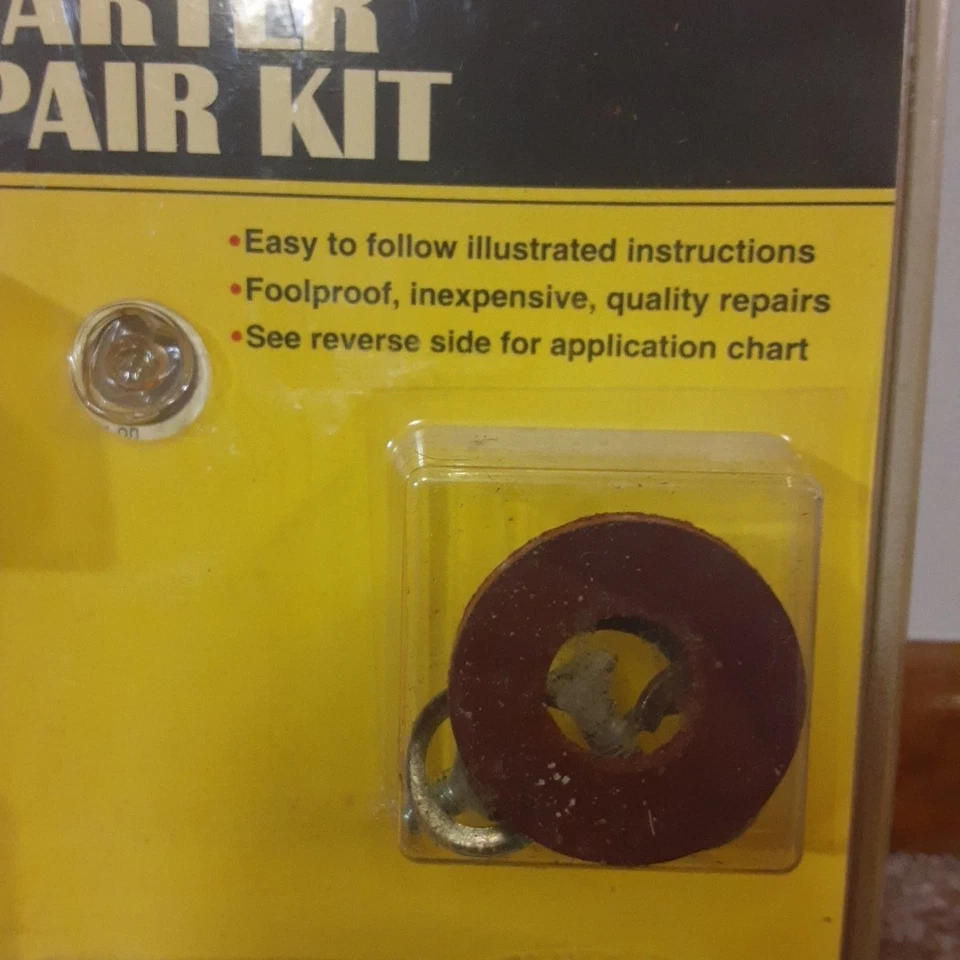 ARTER
PAIR KIT
•Easy to follow illustrated instructions
•Foolproof, inexpensive, quality repairs
•See reverse side for application chart